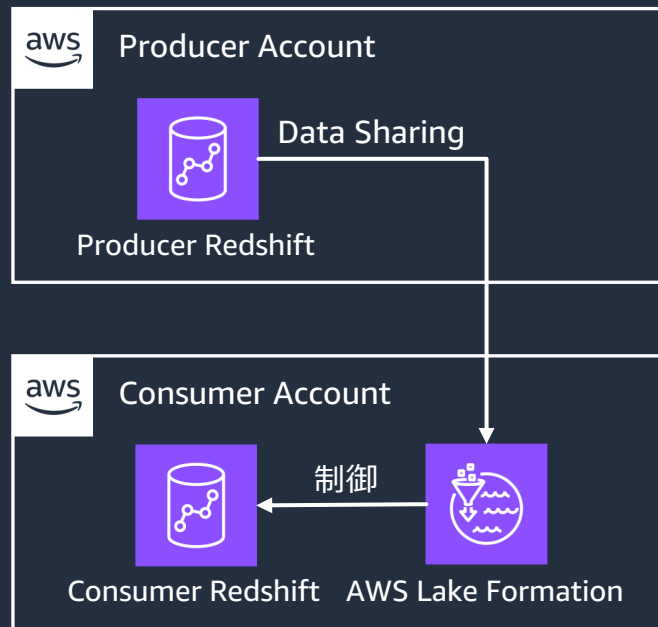 aws
Producer Account
Data Sharing
Producer Redshift
aws
Consumer Account
制御
Consumer Redshift
AWS Lake Formation